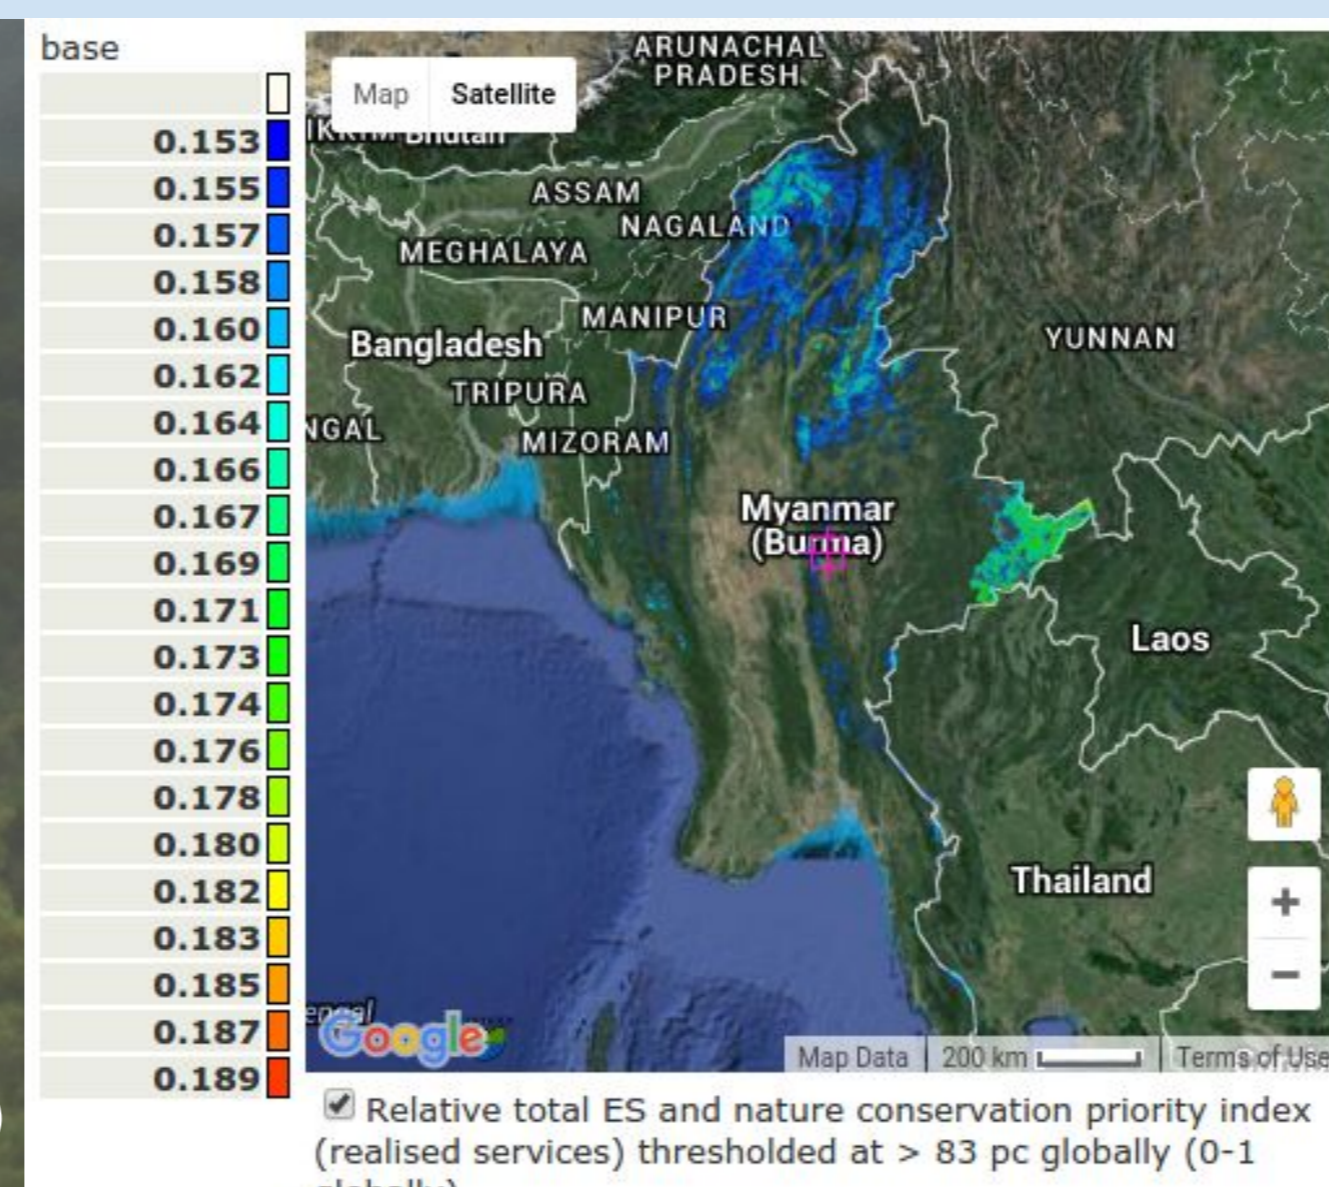 base
0.153
0.155
0.157
0.158
0.160
0.162
0.164
0.166
0.167
0.169
0.171
0.173
0.174
0.176
0.178
0.180
0.182
0.183
0.185
0.187
0.189
Map Satellite
ARUNACHAL
PRADESH
Bhutan
ASSAM
NAGALAND
MEGHALAYA
MANIPUR
Bangladesh
YUNNAN
TRIPURA
NGAL
MIZORAM
Myanmar
(Burma)
Laos
Thailand
+
−
engal
Google
Map Data
200 km
Terms of Use
Relative total ES and nature conservation priority index
(realised services) thresholded at > 83 pc globally (0-1
globally)